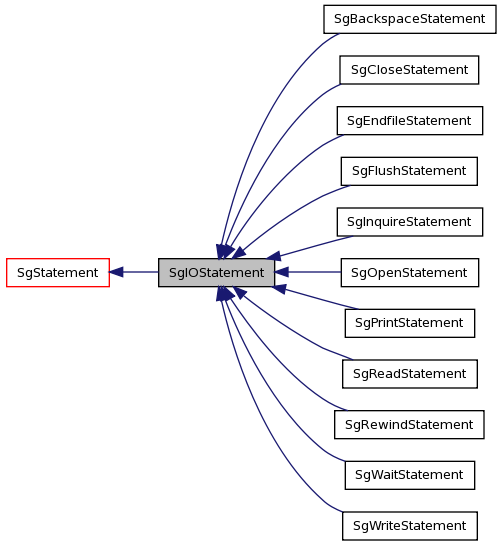 SgBackspaceStatement
SgCloseStatement
SgEndfileStatement
SgFlushStatement
SgInquireStatement
SgStatement
SgIOStatement
SgOpenStatement
SgPrintStatement
SgReadStatement
SgRewindStatement
SgWaitStatement
SgWriteStatement